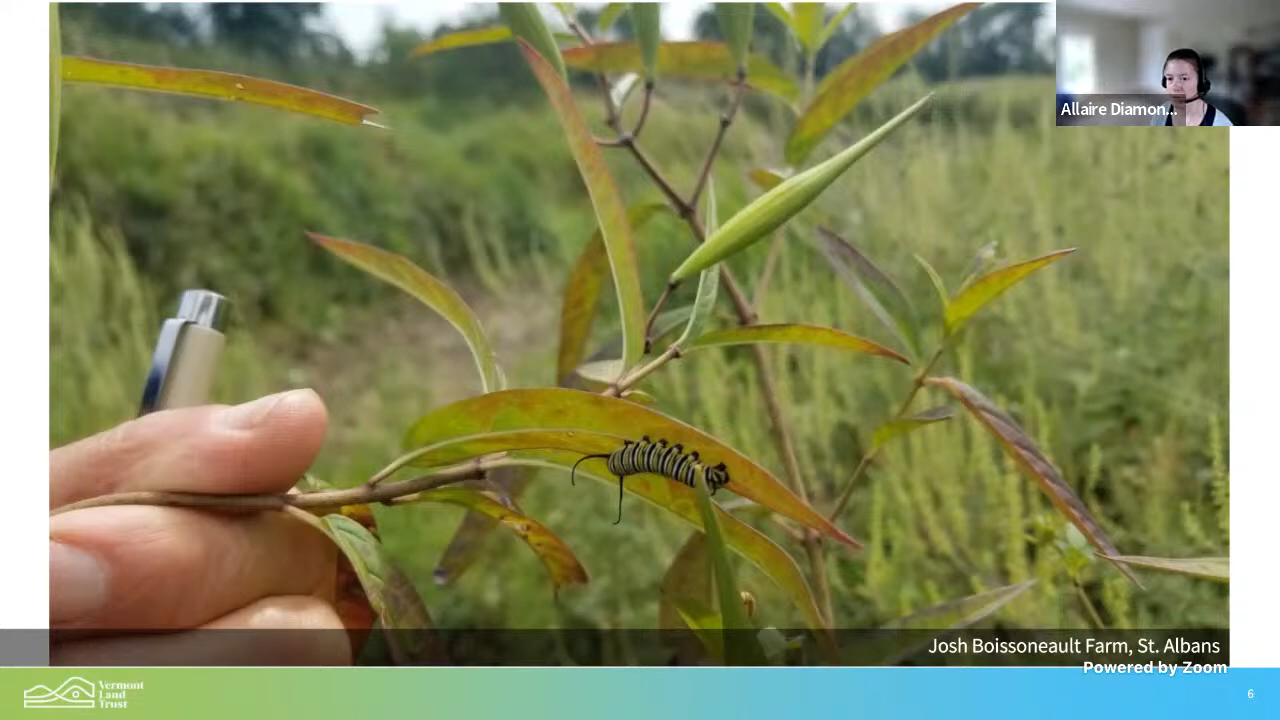 Allaire Diamon...
Josh Boissoneault Farm, St. Albans
Powered by Zoom
Vermont
Land
Trust
6